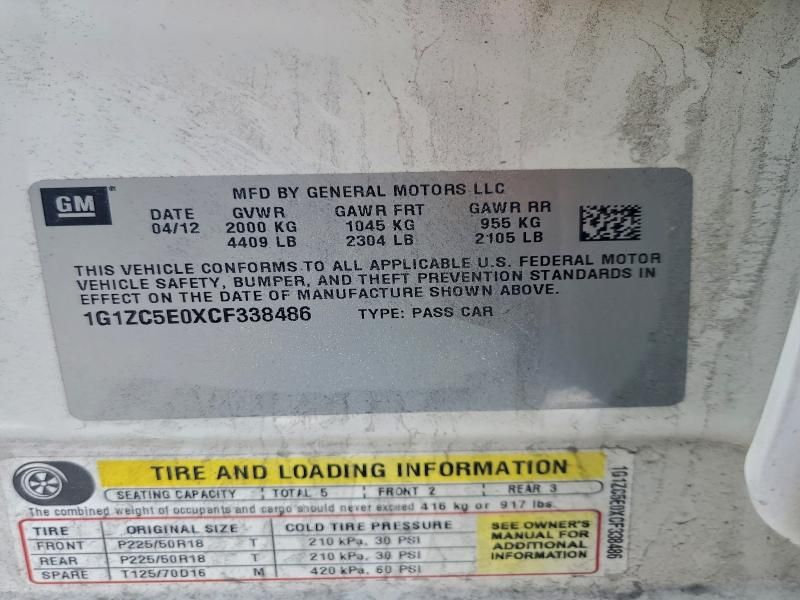 GM
MFD BY GENERAL MOTORS LLC
DATE GVWR GAWR FRT GAWR RR
04/12 2000 KG 1045 KG 955 KG
4409 LB 2304 LB 2105 LB
THIS VEHICLE CONFORMS TO ALL APPLICABLE U.S. FEDERAL MOTOR
VEHICLE SAFETY, BUMPER, AND THEFT PREVENTION STANDARDS IN
EFFECT ON THE DATE OF MANUFACTURE SHOWN ABOVE.
1G1ZC5E0XCF338486 TYPE: PASS CAR
TIRE AND LOADING INFORMATION
SEATING CAPACITY TOTAL 5 FRONT 2 REAR 3
The combined weight of occupants and cargo should never exceed 416 kg or 917 lbs.
TIRE ORIGINAL SIZE COLD TIRE PRESSURE
FRONT P225/50R18 T 210 kPa, 30 PSI
REAR P225/50R18 T 210 kPa, 30 PSI
SPARE T125/70D16 M 420 kPa, 60 PSI
SEE OWNER'S
MANUAL FOR
ADDITIONAL
INFORMATION
1G1ZC5E0XCF338486